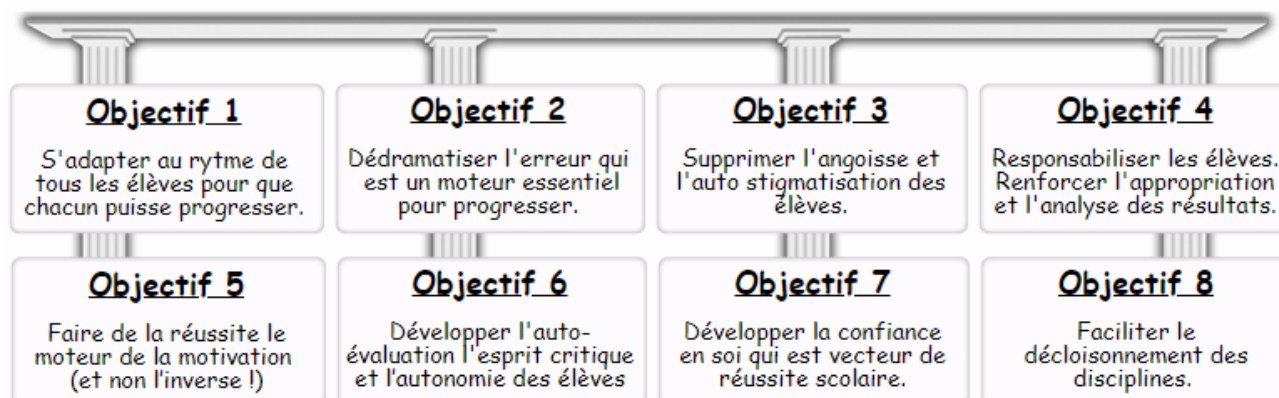 Objectif 1
S'adapter au rytme de
tous les élèves pour que
chacun puisse progresser.
Objectif 2
Dédramatiser l'erreur qui
est un moteur essentiel
pour progresser.
Objectif 3
Supprimer l'angoisse et
l'auto stigmatisation des
élèves.
Objectif 4
Responsabiliser les élèves.
Renforcer l'appropriation
et l'analyse des résultats.
Objectif 5
Faire de la réussite le
moteur de la motivation
(et non l'inverse !)
Objectif 6
Développer l'auto-
évaluation l'esprit critique
et l'autonomie des élèves
Objectif 7
Développer la confiance
en soi qui est vecteur de
réussite scolaire.
Objectif 8
Faciliter le
décloisonnement des
disciplines.